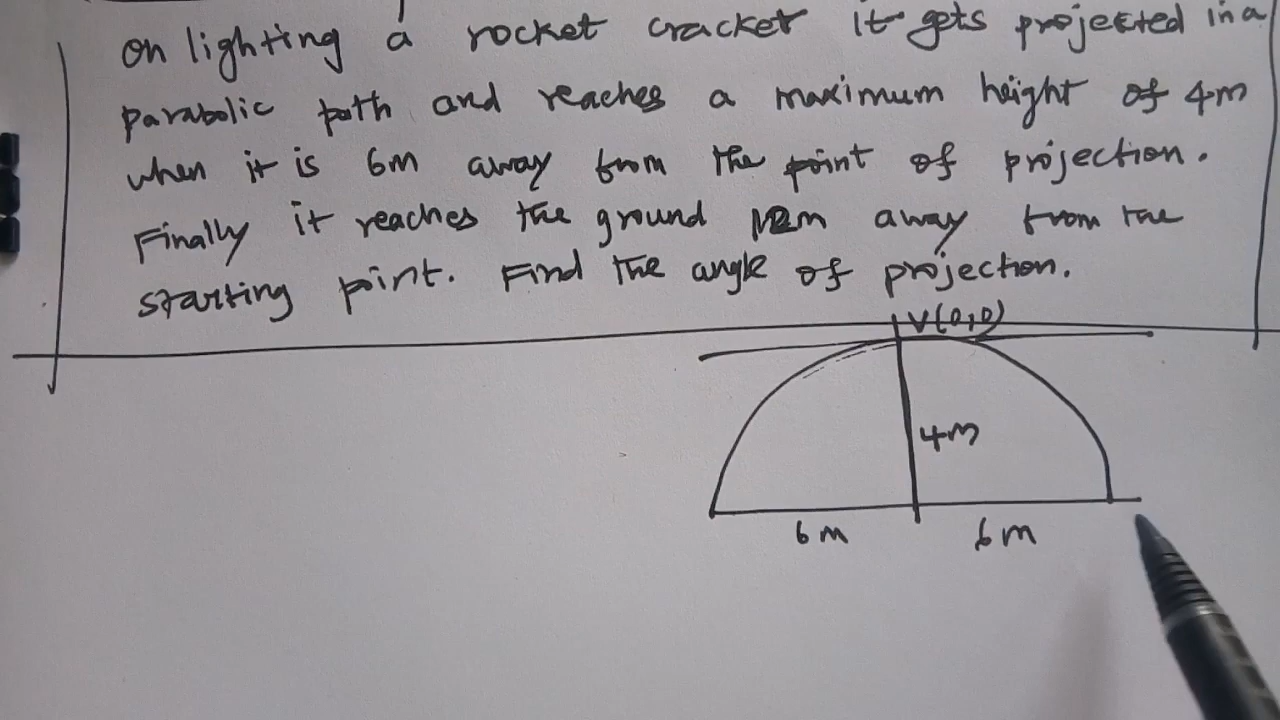 on lighting a rocket cracker it gets projected in a
parabolic path and reaches a maximum height of 4m
when it is 6m away from the point of projection.
Finally it reaches the ground 12m away from the
starting point. Find the angle of projection.
V(0,0)
4m
6m 6m